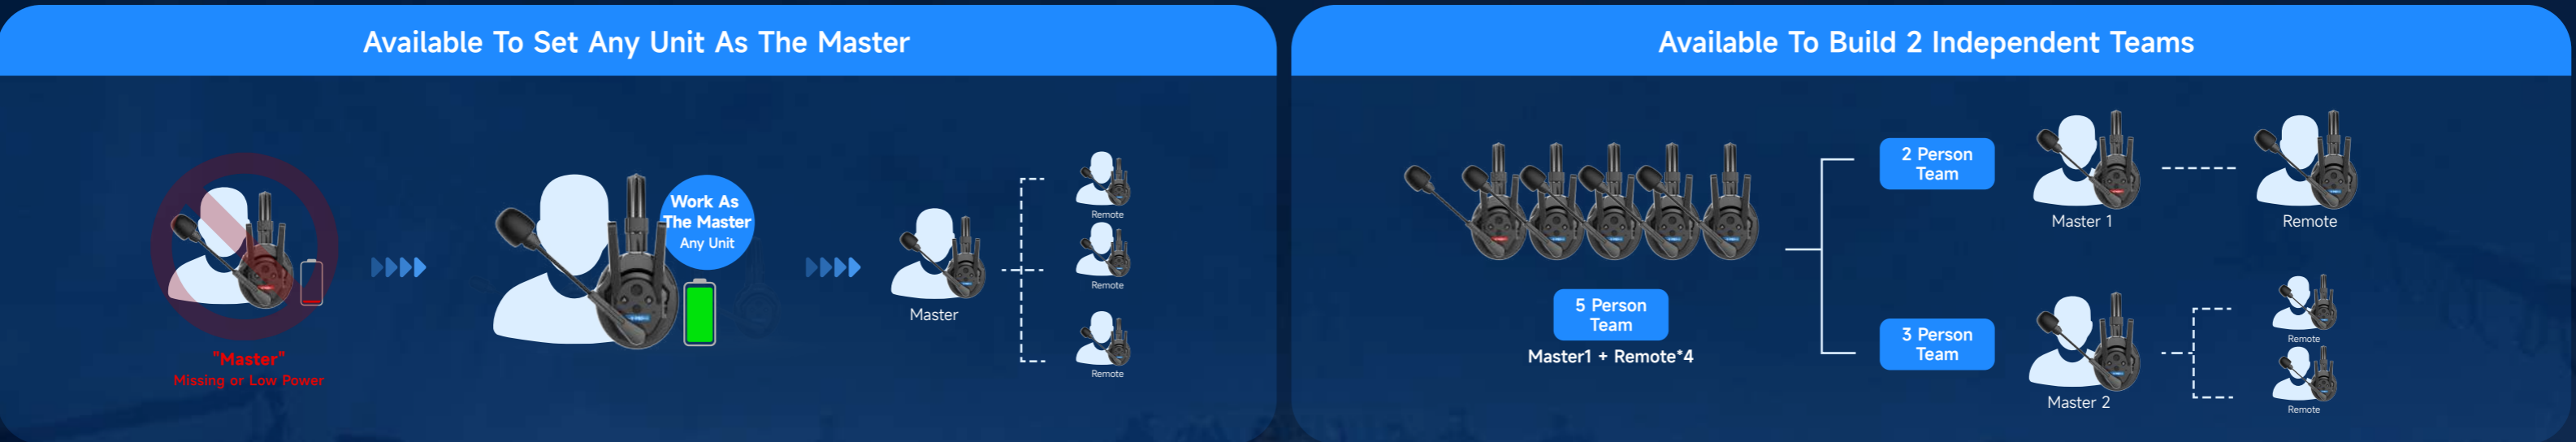 Available To Set Any Unit As The Master
"Master"
Missing or Low Power
Work As
The Master
Any Unit
Master
Remote
Remote
Remote
Available To Build 2 Independent Teams
5 Person
Team
Master1 + Remote*4
2 Person
Team
Master 1
Remote
3 Person
Team
Master 2
Remote
Remote